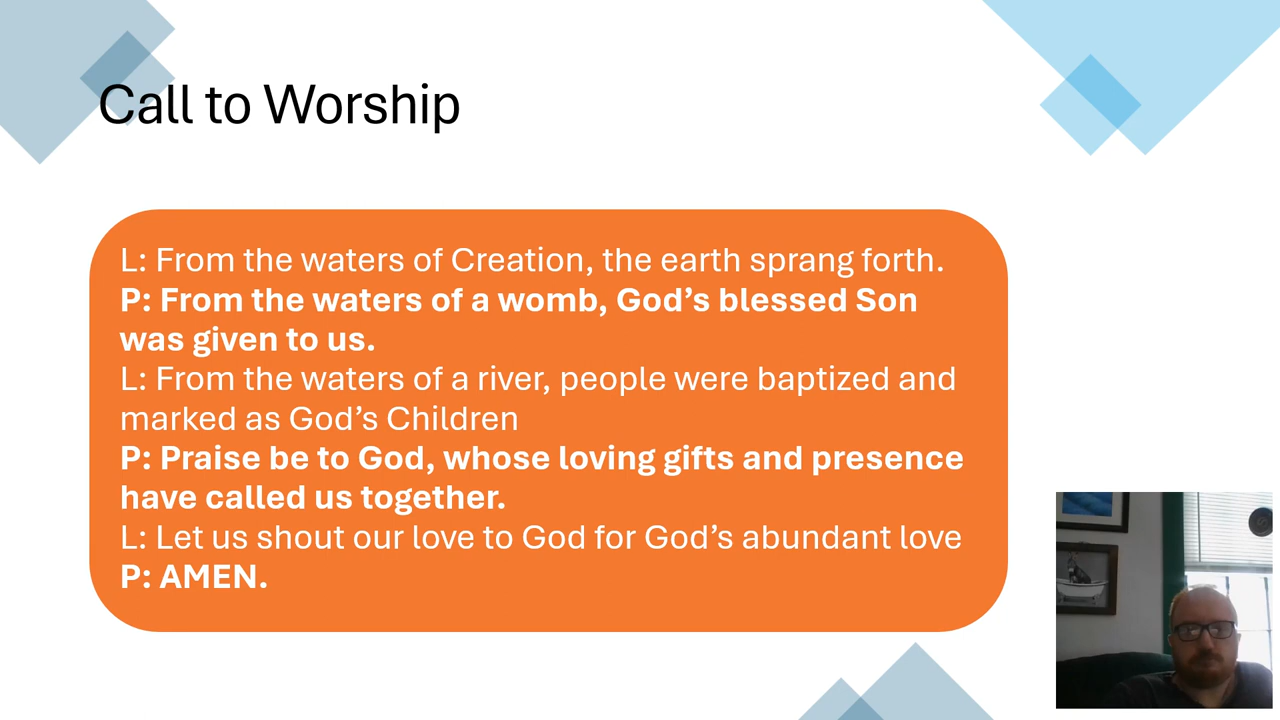 Call to Worship
L: From the waters of Creation, the earth sprang forth.
P: From the waters of a womb, God’s blessed Son
was given to us.
L: From the waters of a river, people were baptized and
marked as God’s Children
P: Praise be to God, whose loving gifts and presence
have called us together.
L: Let us shout our love to God for God’s abundant love
P: AMEN.